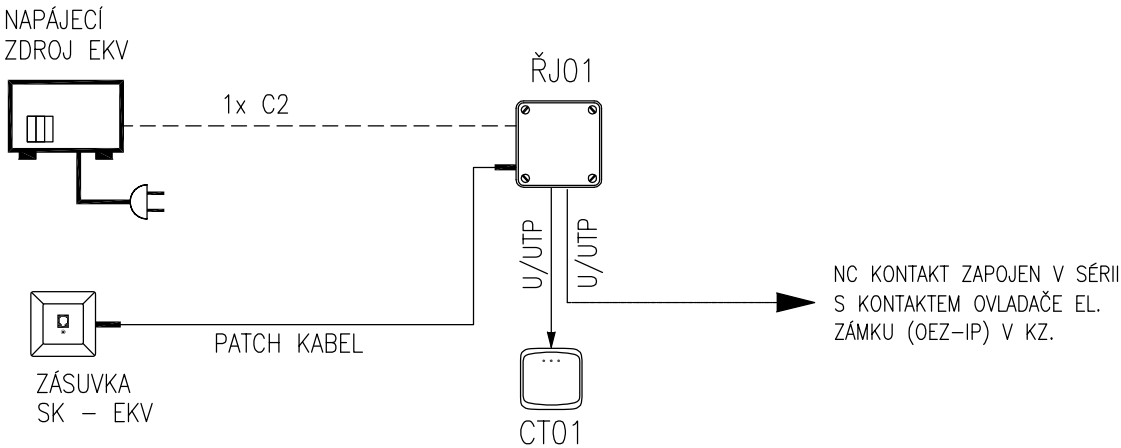 NAPÁJECÍ
ZDROJ EKV
ŘJ01
1x C2
U/UTP
U/UTP
NC KONTAKT ZAPOJEN V SÉRII
S KONTAKTEM OVLADAČE EL.
ZÁMKU (OEZ-IP) V KZ.
PATCH KABEL
ZÁSUVKA
SK - EKV
CT01